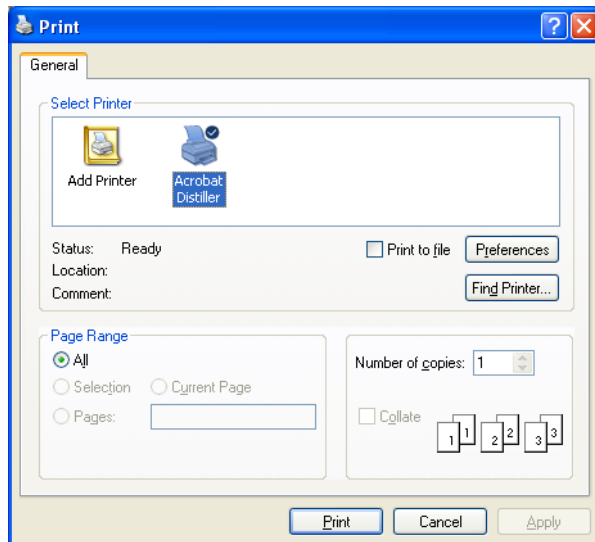 Print
General
Select Printer
Add Printer
Acrobat
Distiller
Status: Ready
Location:
Comment:
Print to file
Preferences
Find Printer...
Page Range
All
Selection
Current Page
Pages:
Number of copies: 1
Collate
1 1 2 2 3 3
Print
Cancel
Apply